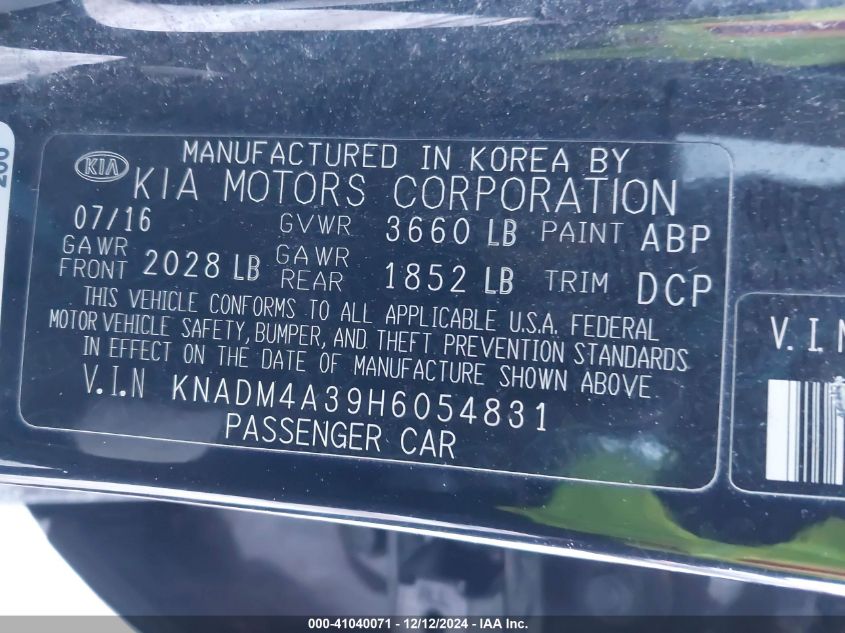 200
KIA
MANUFACTURED IN KOREA BY
KIA MOTORS CORPORATION
07/16 GVWR 3660 LB PAINT ABP
GAWR FRONT 2028 LB GAWR REAR 1852 LB TRIM DCP
THIS VEHICLE CONFORMS TO ALL APPLICABLE U.S.A. FEDERAL
MOTOR VEHICLE SAFETY, BUMPER, AND THEFT PREVENTION STANDARDS
IN EFFECT ON THE DATE OF MANUFACTURE SHOWN ABOVE
V.I.N KNADM4A39H6054831
PASSENGER CAR
V.I.N
000-41040071 - 12/12/2024 - IAA Inc.